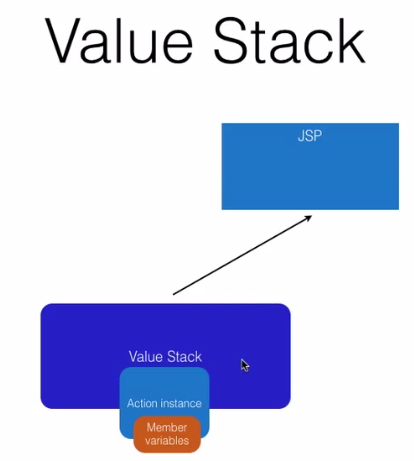 Value Stack
JSP
Value Stack
Action instance
Member
variables